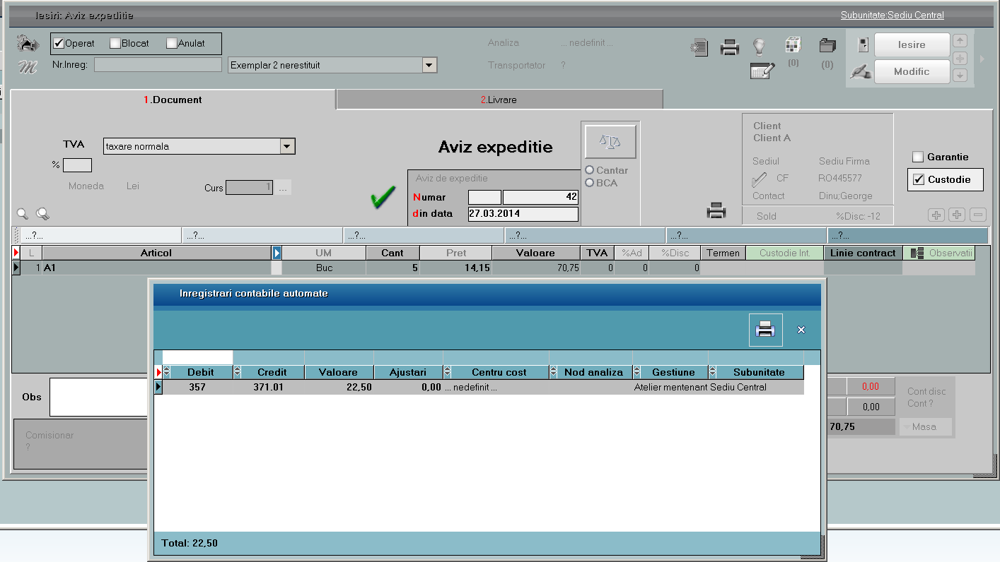 Iesiri: Aviz expeditie
Subunitate:Sediu Central
Operat Blocat Anulat
Analiza ... nedefinit ...
Iesire
Nr.Inreg: Exemplar 2 nerestituit
Transportator ?
(0) (0)
Modific
1.Document 2.Livrare
TVA taxare normala
%
Moneda Lei Curs 1 ...
Aviz expeditie
Cantar
BCA
Aviz de expeditie
Numar 42
din data 27.03.2014
Client
Client A
Sediul Sediu Firma
CF RO445577
Contact Dinu;George
Sold %Disc: -12
Garantie
Custodie
...?... ...?... ...?... ...?... ...?... ...?...
L Articol UM Cant Pret Valoare TVA %Ad %Disc Termen Custodie Int. Linie contract Observatii
1 A1 Buc 5 14,15 70,75 0 0 0
Inregistrari contabile automate
Debit Credit Valoare Ajustari Centru cost Nod analiza Gestiune Subunitate
357 371.01 22,50 0,00 ... nedefinit ... Atelier mentenant Sediu Central
Total: 22,50
Obs
Comisionar
?
0,00
0,00
70,75
Cont disc
Cont ?
Masa